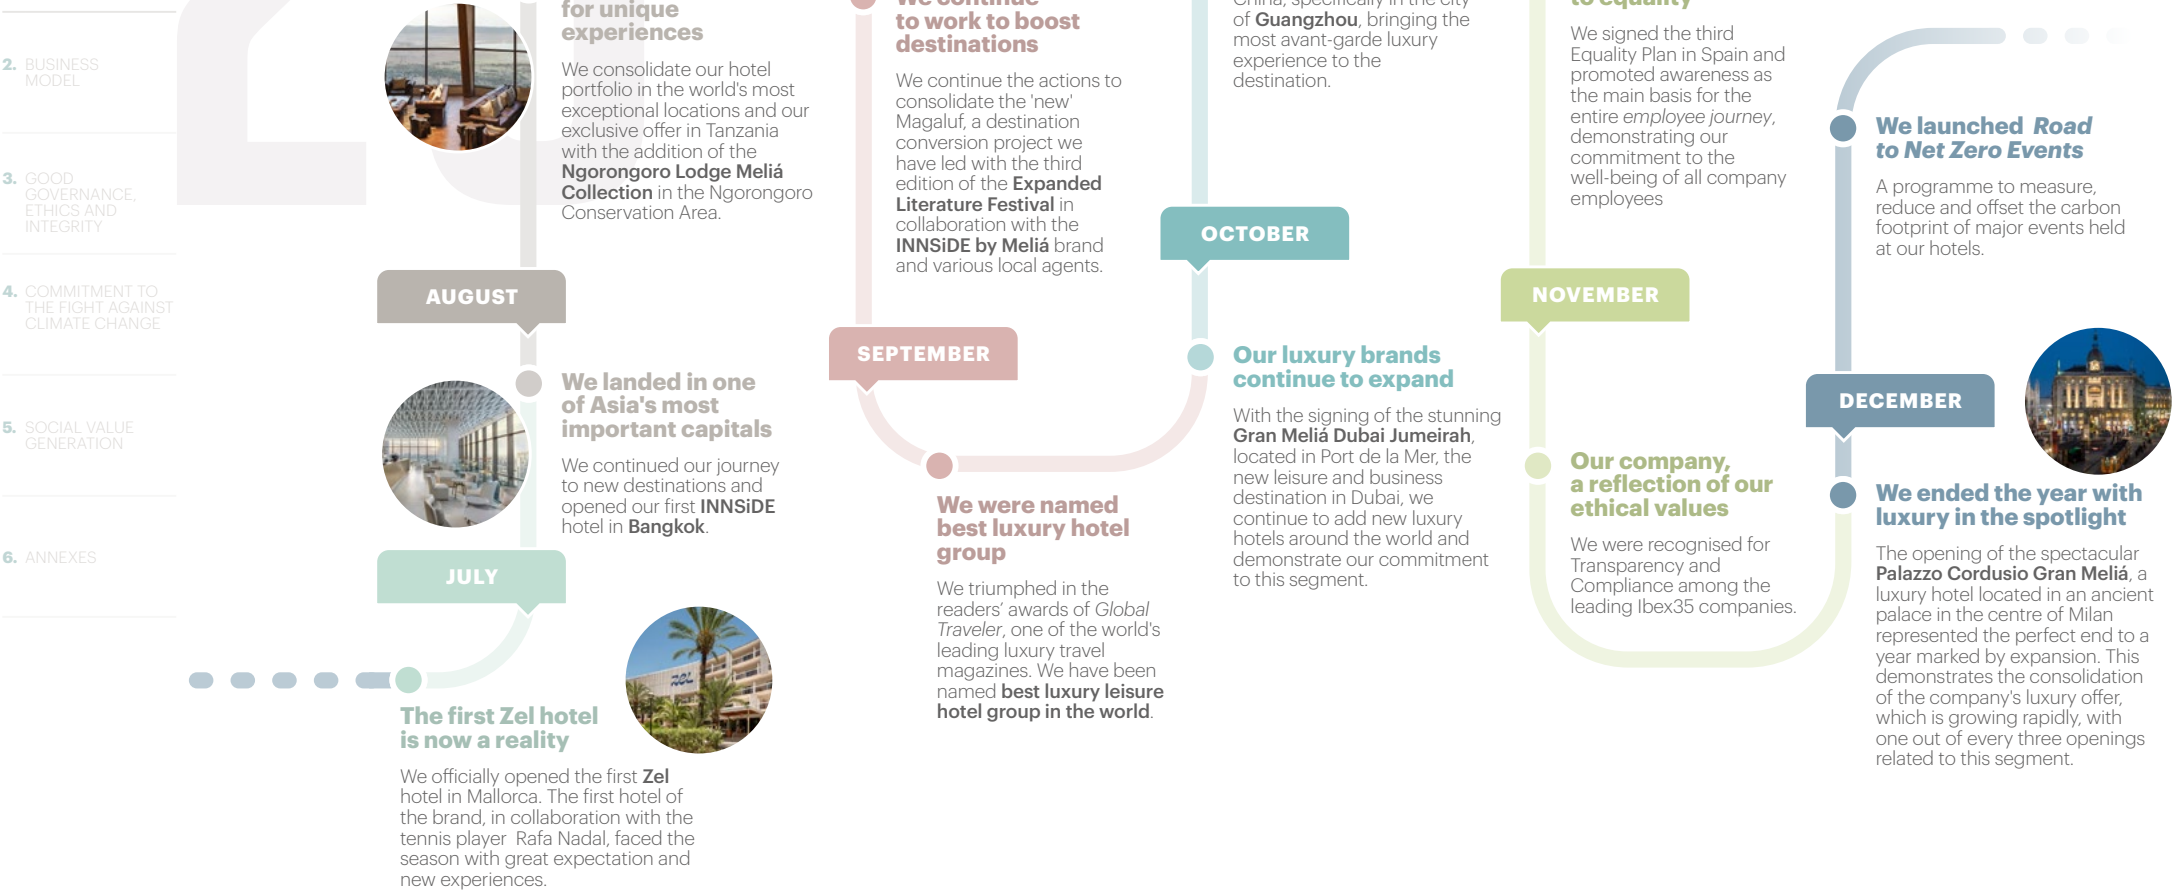 2. BUSINESS
MODEL
3. GOOD
GOVERNANCE,
ETHICS AND
INTEGRITY
4. COMMITMENT TO
THE FIGHT AGAINST
CLIMATE CHANGE
5. SOCIAL VALUE
GENERATION
6. ANNEXES
for unique
experiences
We consolidate our hotel
portfolio in the world's most
exceptional locations and our
exclusive offer in Tanzania
with the addition of the
Ngorongoro Lodge Meliá
Collection in the Ngorongoro
Conservation Area.
AUGUST
We landed in one
of Asia's most
important capitals
We continued our journey
to new destinations and
opened our first INNSiDE
hotel in Bangkok.
JULY
ZEL
The first Zel hotel
is now a reality
We officially opened the first Zel
hotel in Mallorca. The first hotel of
the brand, in collaboration with the
tennis player Rafa Nadal, faced the
season with great expectation and
new experiences.
We continue
to work to boost
destinations
We continue the actions to
consolidate the 'new'
Magaluf, a destination
conversion project we
have led with the third
edition of the Expanded
Literature Festival in
collaboration with the
INNSiDE by Meliá brand
and various local agents.
SEPTEMBER
We were named
best luxury hotel
group
We triumphed in the
readers' awards of Global
Traveler, one of the world's
leading luxury travel
magazines. We have been
named best luxury leisure
hotel group in the world.
China, specifically in the city
of Guangzhou, bringing the
most avant-garde luxury
experience to the
destination.
OCTOBER
Our luxury brands
continue to expand
With the signing of the stunning
Gran Meliá Dubai Jumeirah,
located in Port de la Mer, the
new leisure and business
destination in Dubai, we
continue to add new luxury
hotels around the world and
demonstrate our commitment
to this segment.
to equality
We signed the third
Equality Plan in Spain and
promoted awareness as
the main basis for the
entire employee journey,
demonstrating our
commitment to the
well-being of all company
employees
NOVEMBER
Our company,
a reflection of our
ethical values
We were recognised for
Transparency and
Compliance among the
leading Ibex35 companies.
We launched Road
to Net Zero Events
A programme to measure,
reduce and offset the carbon
footprint of major events held
at our hotels.
DECEMBER
We ended the year with
luxury in the spotlight
The opening of the spectacular
Palazzo Cordusio Gran Meliá, a
luxury hotel located in an ancient
palace in the centre of Milan
represented the perfect end to a
year marked by expansion. This
demonstrates the consolidation
of the company's luxury offer,
which is growing rapidly, with
one out of every three openings
related to this segment.